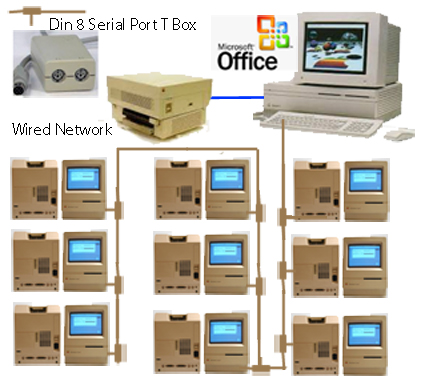 Din 8 Serial Port T Box
Microsoft
Office
Wired Network